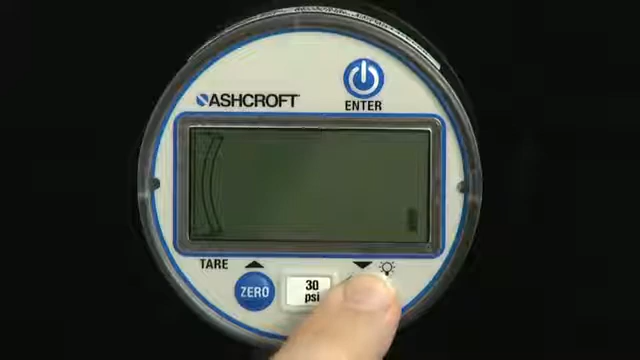 ASHCROFT
ENTER
TARE
ZERO
30
psi